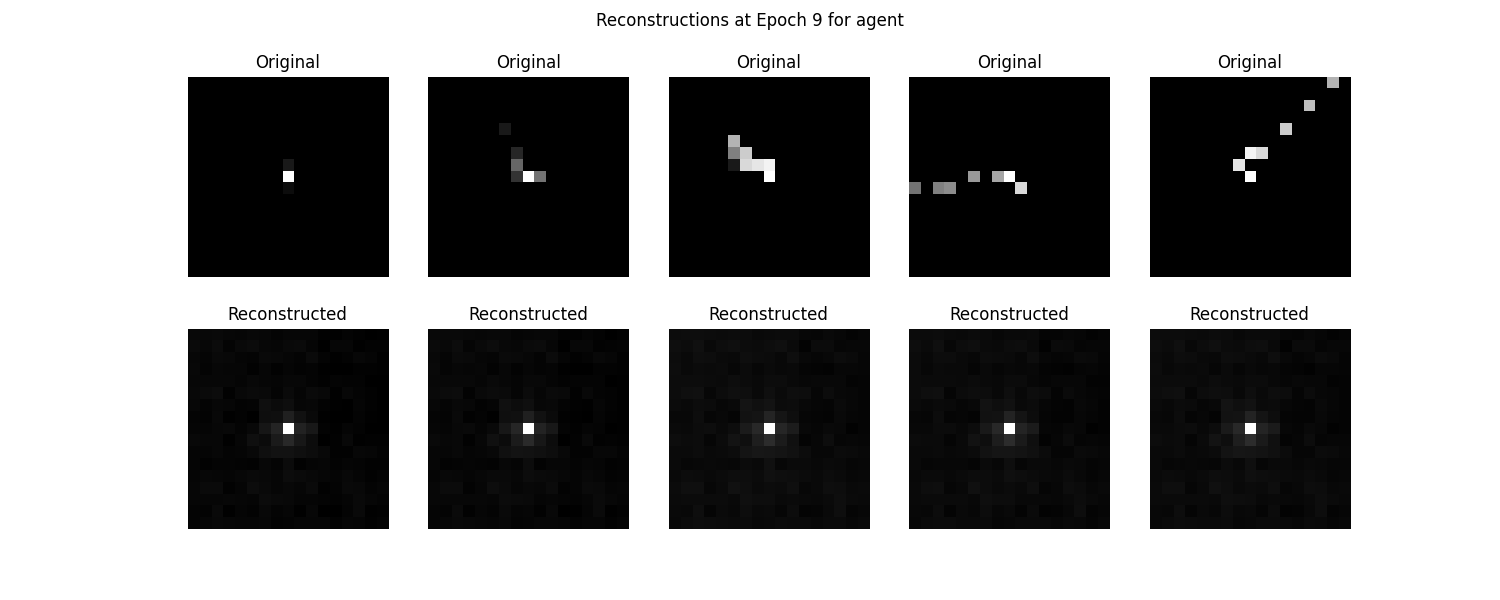 Reconstructions at Epoch 9 for agent
Original Original Original Original Original
Reconstructed Reconstructed Reconstructed Reconstructed Reconstructed